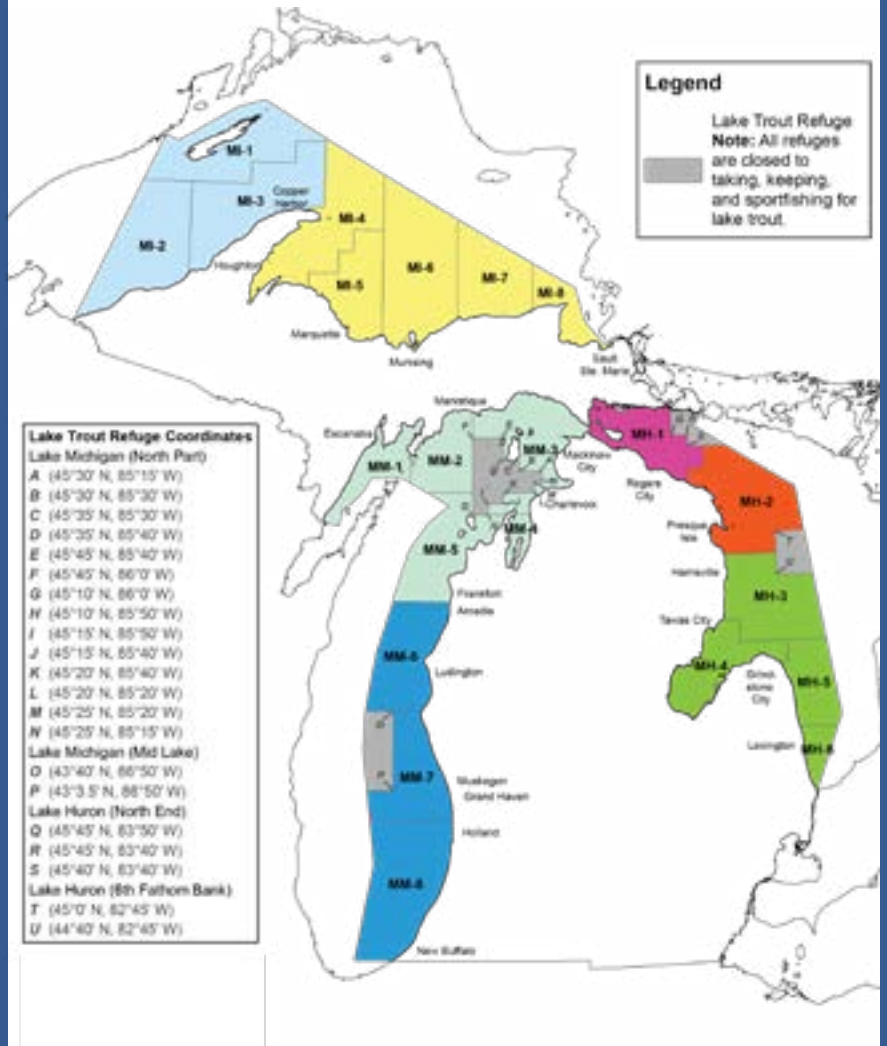 Legend
Lake Trout Refuge
Note: All refuges
are closed to
taking, keeping,
and sportfishing for
lake trout.
MI-1
MI-3
Copper
Harbor
MI-4
MI-2
Houghton
MI-6
MI-5
MI-7
MI-8
Marquette
Munising
Sault
Ste. Marie
Manistique
Escanaba
MM-1
MM-2
MM-3
Mackinaw
City
Charlevoix
MM-4
MM-5
Frankfort
Arcadia
MM-6
Ludington
MM-7
Muskegon
Grand Haven
Holland
MM-8
New Buffalo
MH-1
Rogers
City
MH-2
Presque
Isle
Harrisville
MH-3
Tawas City
MH-4
Grind-
stone
City
MH-5
Lexington
MH-6
Lake Trout Refuge Coordinates
Lake Michigan (North Part)
A (45°30' N, 85°15' W)
B (45°30' N, 85°30' W)
C (45°35' N, 85°30' W)
D (45°35' N, 85°40' W)
E (45°45' N, 85°40' W)
F (45°45' N, 86°0' W)
G (45°10' N, 86°0' W)
H (45°10' N, 85°50' W)
I (45°15' N, 85°50' W)
J (45°15' N, 85°40' W)
K (45°20' N, 85°40' W)
L (45°20' N, 85°20' W)
M (45°25' N, 85°20' W)
N (45°25' N, 85°15' W)
Lake Michigan (Mid Lake)
O (43°40' N, 86°50' W)
P (43°3.5' N, 86°50' W)
Lake Huron (North End)
Q (45°45' N, 83°50' W)
R (45°45' N, 83°40' W)
S (45°40' N, 83°40' W)
Lake Huron (6th Fathom Bank)
T (45°0' N, 82°45' W)
U (44°40' N, 82°45' W)